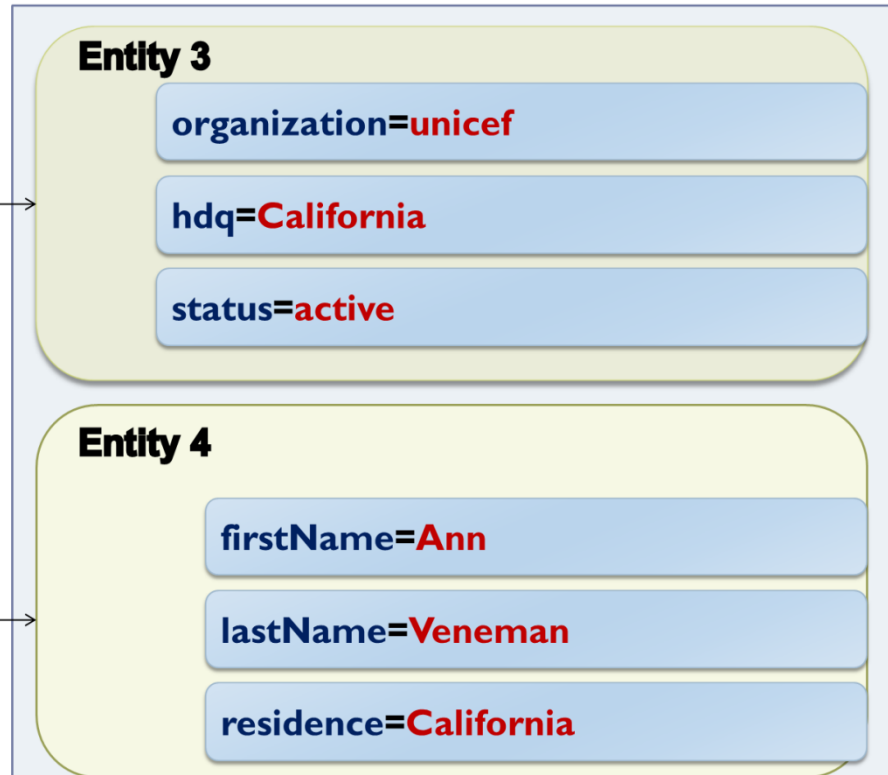 Entity 3
organization=unicef
hdq=California
status=active
Entity 4
firstName=Ann
lastName=Veneman
residence=California